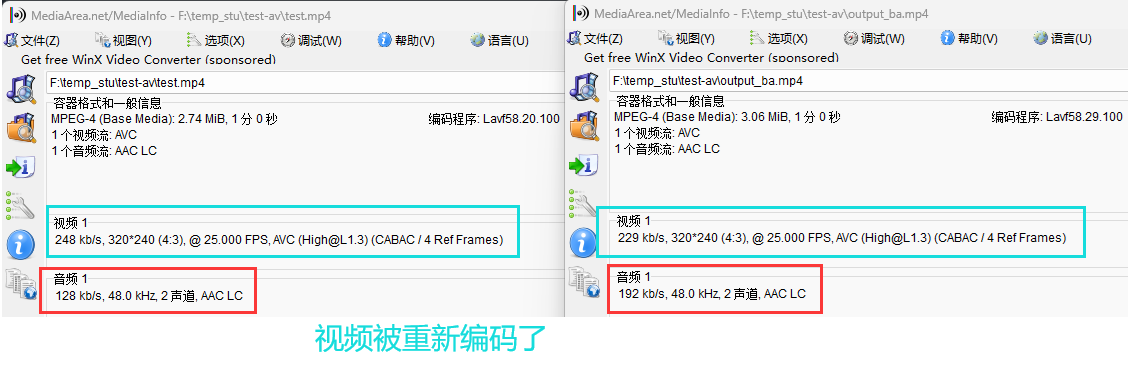 MediaArea.net/MediaInfo - F:\temp_stu\test-av\test.mp4
文件(Z) 视图(Y) 选项(X) 调试(W) 帮助(V) 语言(U)
Get free WinX Video Converter (sponsored)
F:\temp_stu\test-av\test.mp4
容器格式和一般信息
MPEG-4 (Base Media): 2.74 MiB, 1 分 0 秒 编码程序: Lavf58.20.100
1 个视频流: AVC
1 个音频流: AAC LC
视频 1
248 kb/s, 320*240 (4:3), @ 25.000 FPS, AVC (High@L1.3) (CABAC / 4 Ref Frames)
音频 1
128 kb/s, 48.0 kHz, 2 声道, AAC LC
MediaArea.net/MediaInfo - F:\temp_stu\test-av\output_ba.mp4
文件(Z) 视图(Y) 选项(X) 调试(W) 帮助(V) 语言(U)
Get free WinX Video Converter (sponsored)
F:\temp_stu\test-av\output_ba.mp4
容器格式和一般信息
MPEG-4 (Base Media): 3.06 MiB, 1 分 0 秒 编码程序: Lavf58.29.100
1 个视频流: AVC
1 个音频流: AAC LC
视频 1
229 kb/s, 320*240 (4:3), @ 25.000 FPS, AVC (High@L1.3) (CABAC / 4 Ref Frames)
音频 1
192 kb/s, 48.0 kHz, 2 声道, AAC LC
视频被重新编码了